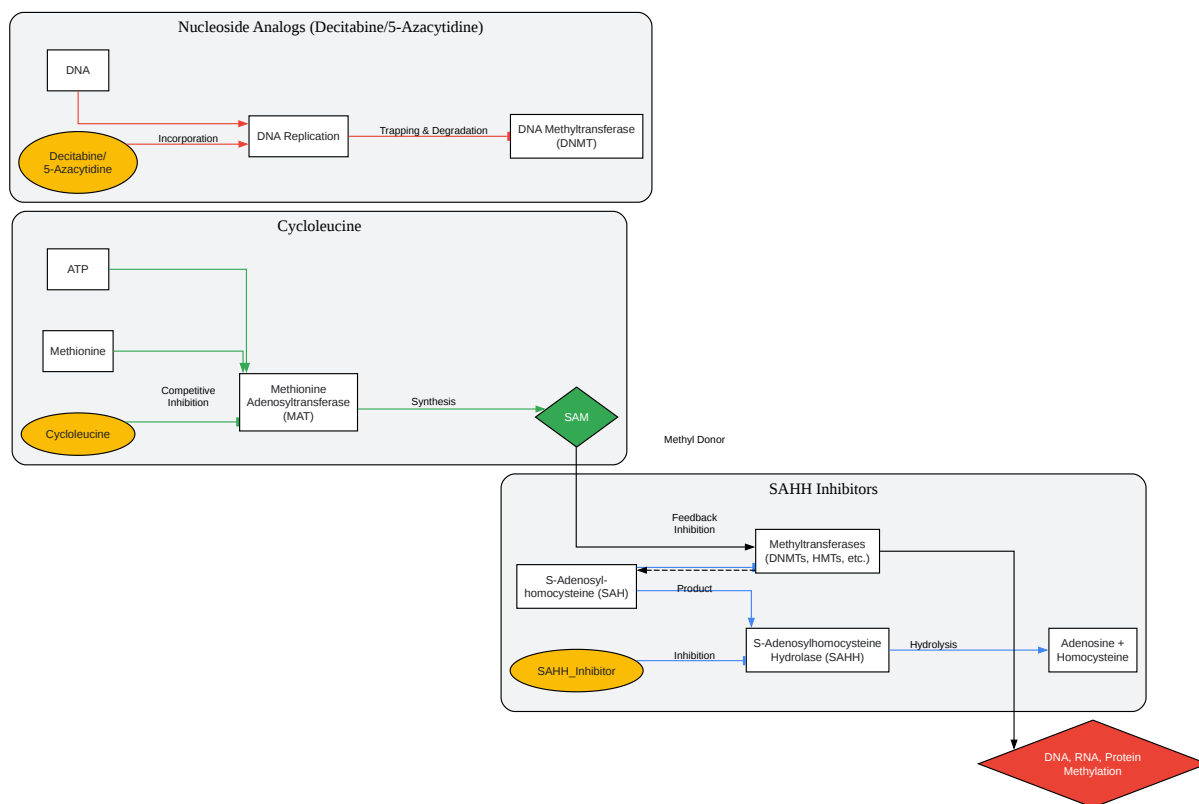 Nucleoside Analogs (Decitabine/5-Azacytidine)
DNA
Decitabine/
5-Azacytidine
Incorporation
DNA Replication
Trapping & Degradation
DNA Methyltransferase
(DNMT)
Cycloleucine
ATP
Methionine
Competitive
Inhibition
Cycloleucine
Methionine
Adenosyltransferase
(MAT)
Synthesis
SAM
Methyl Donor
SAHH Inhibitors
Feedback
Inhibition
Methyltransferases
(DNMTs, HMTs, etc.)
S-Adenosyl-
homocysteine (SAH)
Product
S-Adenosylhomocysteine
Hydrolase (SAHH)
Hydrolysis
Adenosine +
Homocysteine
SAHH_Inhibitor
Inhibition
DNA, RNA, Protein
Methylation